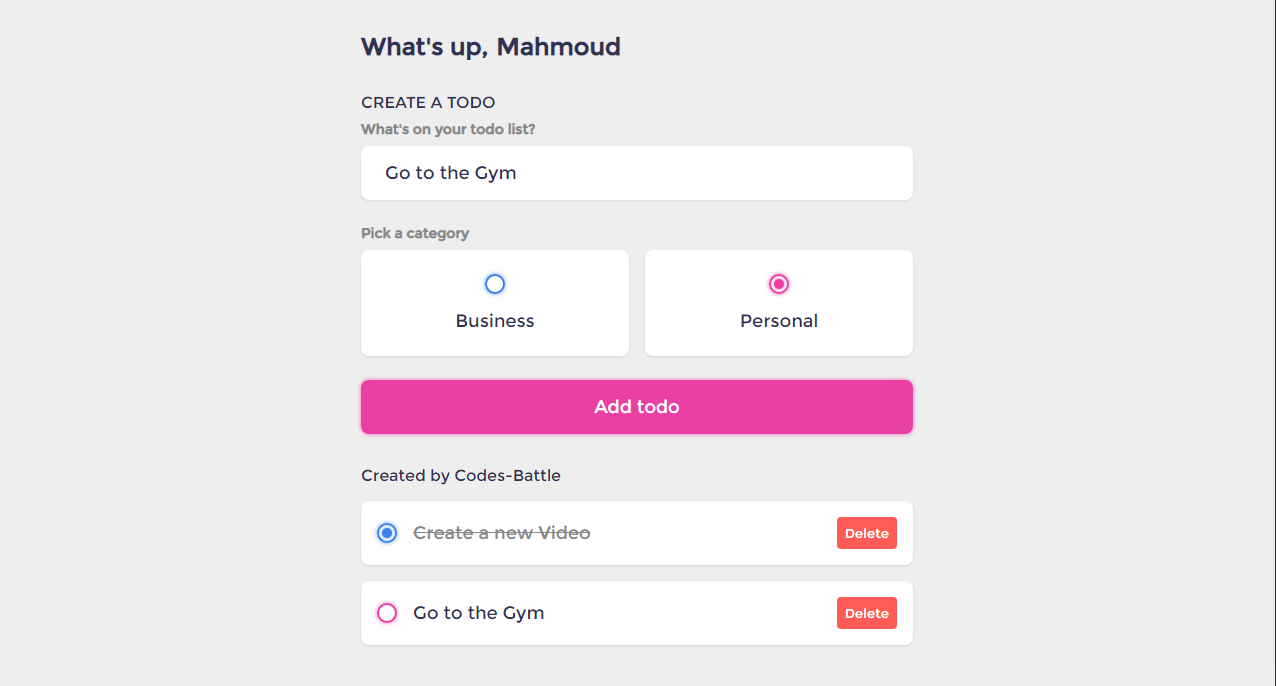 What's up, Mahmoud
CREATE A TODO
What's on your todo list?
Go to the Gym
Pick a category
Business
Personal
Add todo
Created by Codes-Battle
Create a new Video
Delete
Go to the Gym
Delete